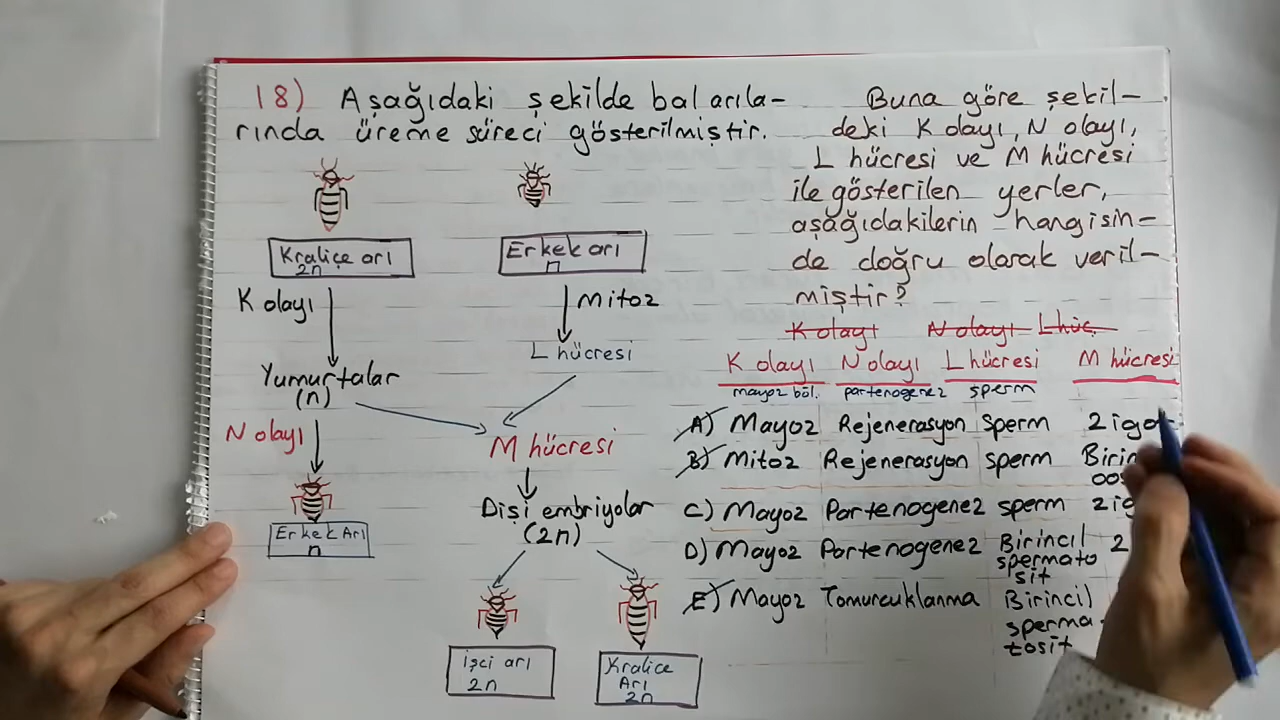 18) Aşağıdaki şekilde bal arıla-
rında üreme süreci gösterilmiştir.
Kraliçe arı
2n
Erkek arı
n
K olayı
Mitoz
L hücresi
Yumurtalar
(n)
N olayı
M hücresi
Erkek Arı
n
Dişi embriyolar
(2n)
işci arı
2n
Kraliçe
Arı
2n
Buna göre şekil-
deki K olayı, N olayı,
L hücresi ve M hücresi
ile gösterilen yerler,
aşağıdakilerin hangisin-
de doğru olarak veril-
miştir?
K olayı N olayı L hüc.
K olayı N olayı L hücresi M hücresi
mayoz böl. partenogenez sperm
A) Mayoz Rejenerasyon Sperm
B) Mitoz Rejenerasyon sperm
C) Mayoz Partenogenez sperm
D) Mayoz Partenogenez Birincil
spermato
sit
E) Mayoz Tomurcuklanma Birincil
sperma-
tosit